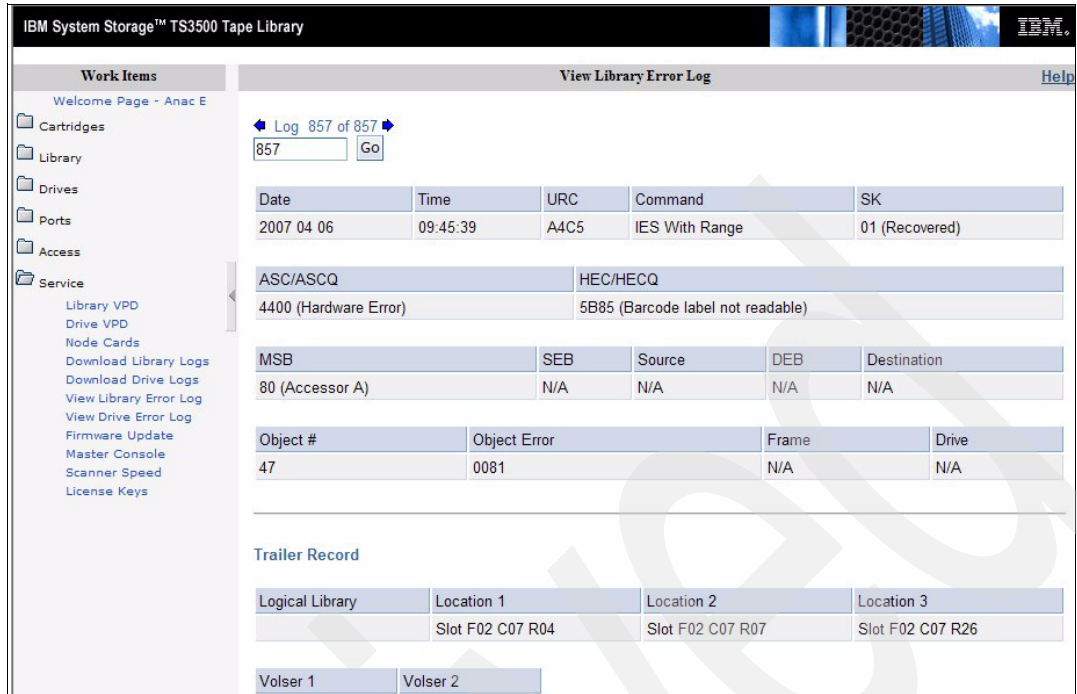 IBM System Storage™ TS3500 Tape Library
IBM.
Work Items
View Library Error Log
Help
Welcome Page - Anac E
Cartridges
Library
Drives
Ports
Access
Service
Library VPD
Drive VPD
Node Cards
Download Library Logs
Download Drive Logs
View Library Error Log
View Drive Error Log
Firmware Update
Master Console
Scanner Speed
License Keys
Log 857 of 857
857 Go
Date Time URC Command SK
2007 04 06 09:45:39 A4C5 IES With Range 01 (Recovered)
ASC/ASCQ HEC/HECQ
4400 (Hardware Error) 5B85 (Barcode label not readable)
MSB SEB Source DEB Destination
80 (Accessor A) N/A N/A N/A N/A
Object # Object Error Frame Drive
47 0081 N/A N/A
Trailer Record
Logical Library Location 1 Location 2 Location 3
Slot F02 C07 R04 Slot F02 C07 R07 Slot F02 C07 R26
Volser 1 Volser 2